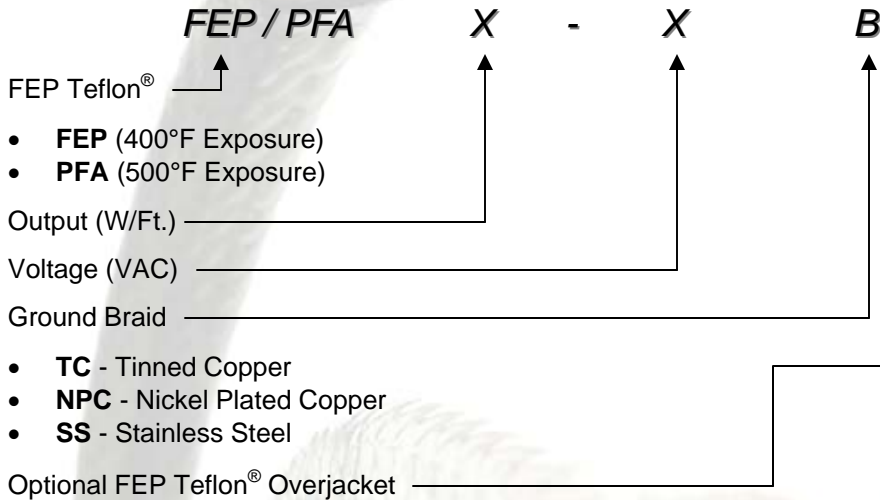 FEP / PFA X - X B
FEP Teflon®
• FEP (400°F Exposure)
• PFA (500°F Exposure)
Output (W/Ft.)
Voltage (VAC)
Ground Braid
• TC - Tinned Copper
• NPC - Nickel Plated Copper
• SS - Stainless Steel
Optional FEP Teflon® Overjacket